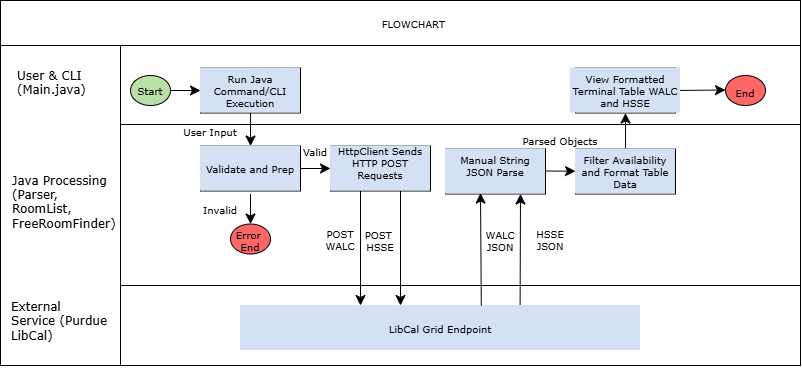 FLOWCHART
User & CLI
(Main.java)
Start
Run Java
Command/CLI
Execution
View Formatted
Terminal Table WALC
and HSSE
End
User Input
Parsed Objects
Java Processing
(Parser,
RoomList,
FreeRoomFinder)
Validate and Prep
Valid
HttpClient Sends
HTTP POST
Requests
Manual String
JSON Parse
Filter Availability
and Format Table
Data
Invalid
Error
End
POST
WALC
POST
HSSE
WALC
JSON
HSSE
JSON
External
Service (Purdue
LibCal)
LibCal Grid Endpoint